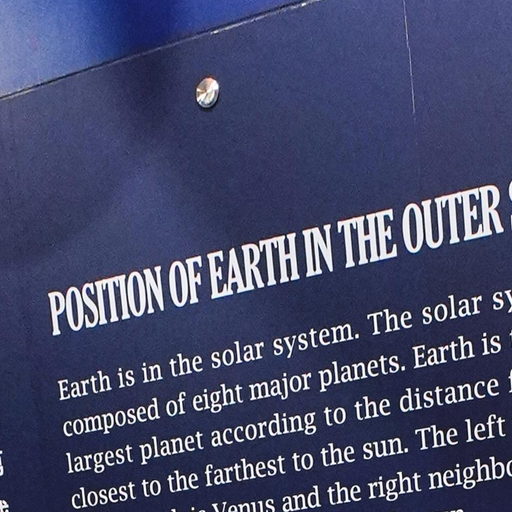 POSITION OF EARTH IN THE OUTER
Earth is in the solar system. The solar
composed of eight major planets. Earth is
largest planet according to the distance
closest to the farthest to the sun. The left
is Venus and the right